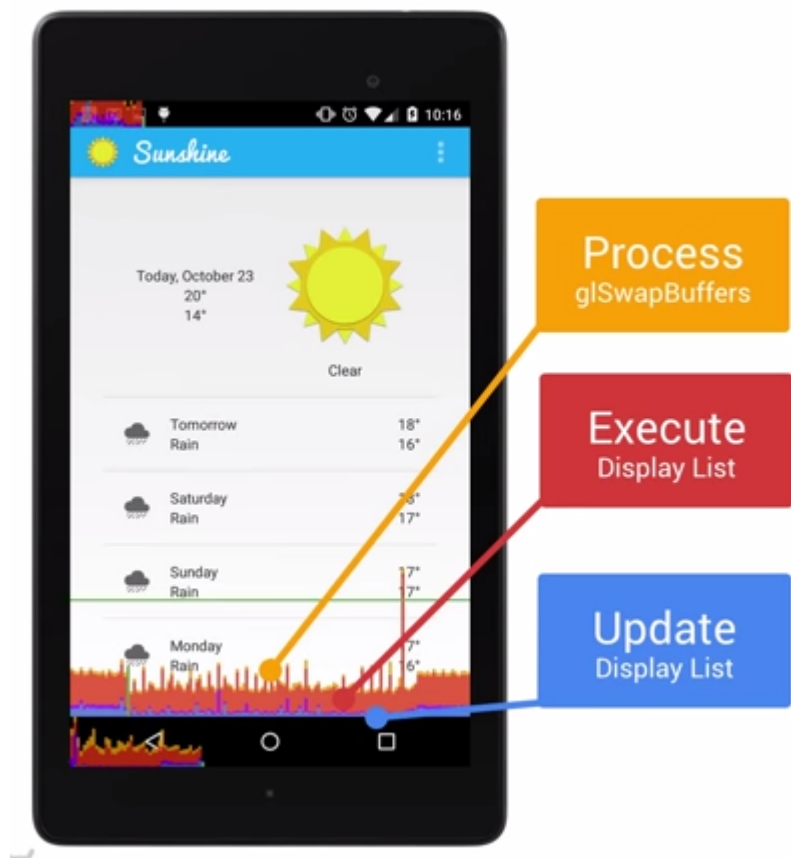 10:16
Sunshine
Today, October 23
20°
14°
Clear
Tomorrow 18°
Rain 16°
Saturday
Rain 17°
Sunday
Rain
Monday
Rain
Process
glSwapBuffers
Execute
Display List
Update
Display List